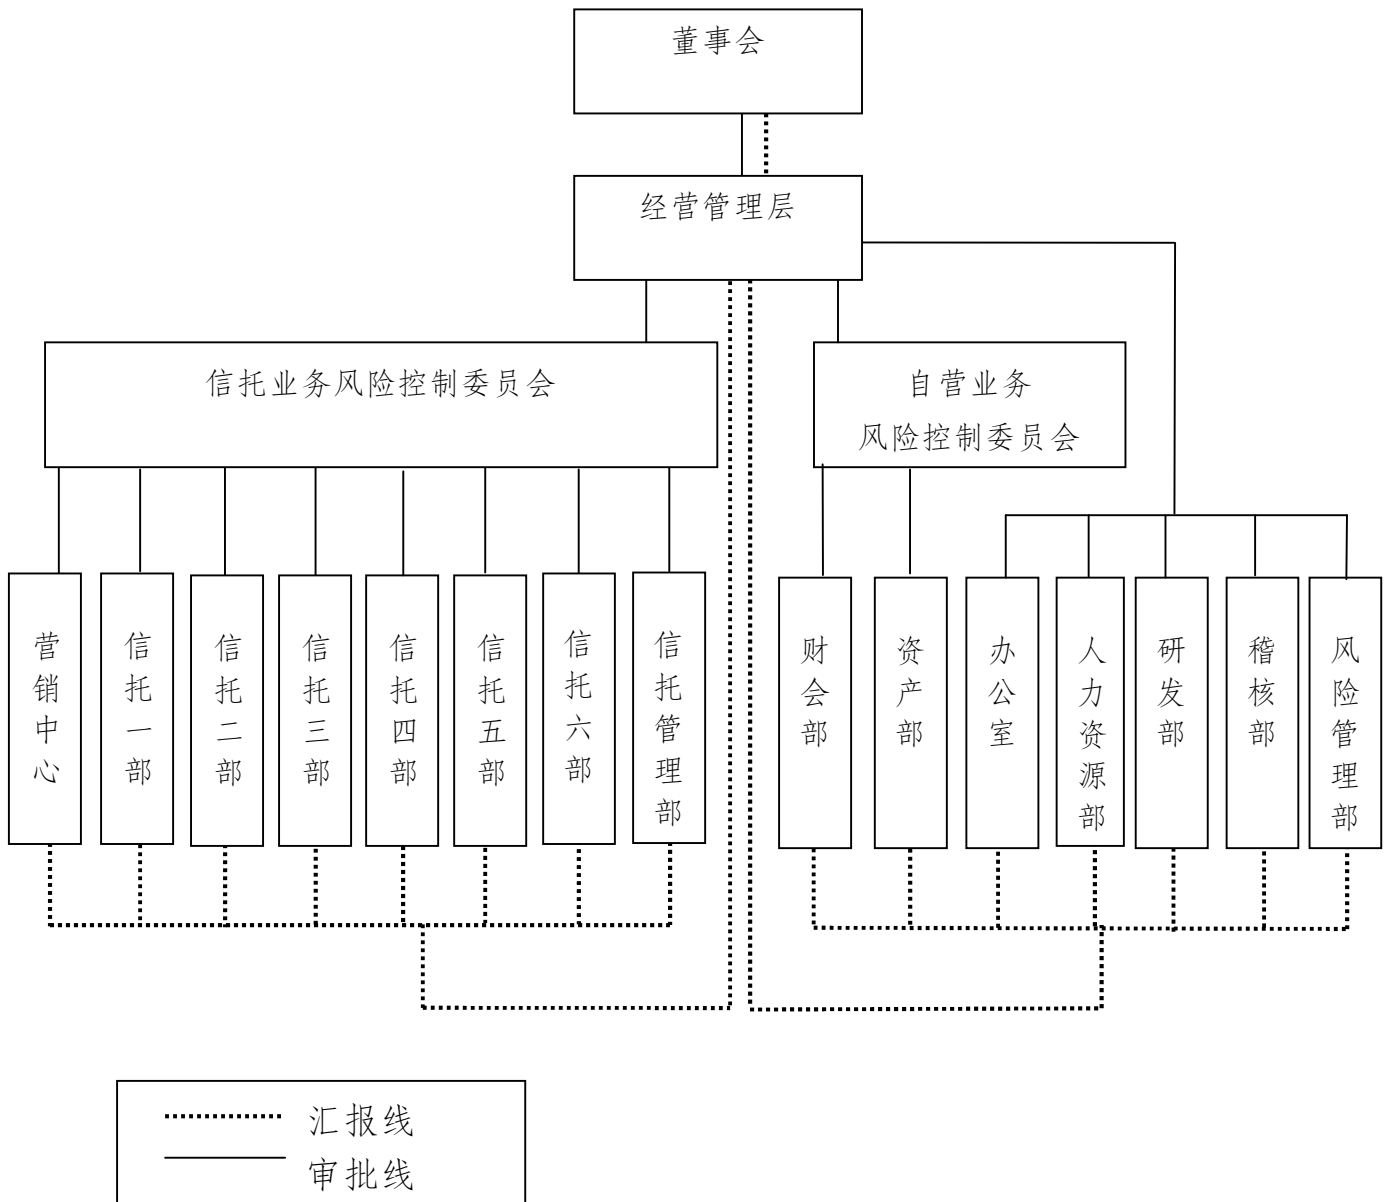 董事会
经营管理层
信托业务风险控制委员会
自营业务
风险控制委员会
营销中心
信托一部
信托二部
信托三部
信托四部
信托五部
信托六部
信托管理部
财会部
资产部
办公室
人力资源部
研发部
稽核部
风险管理部
汇报线
审批线